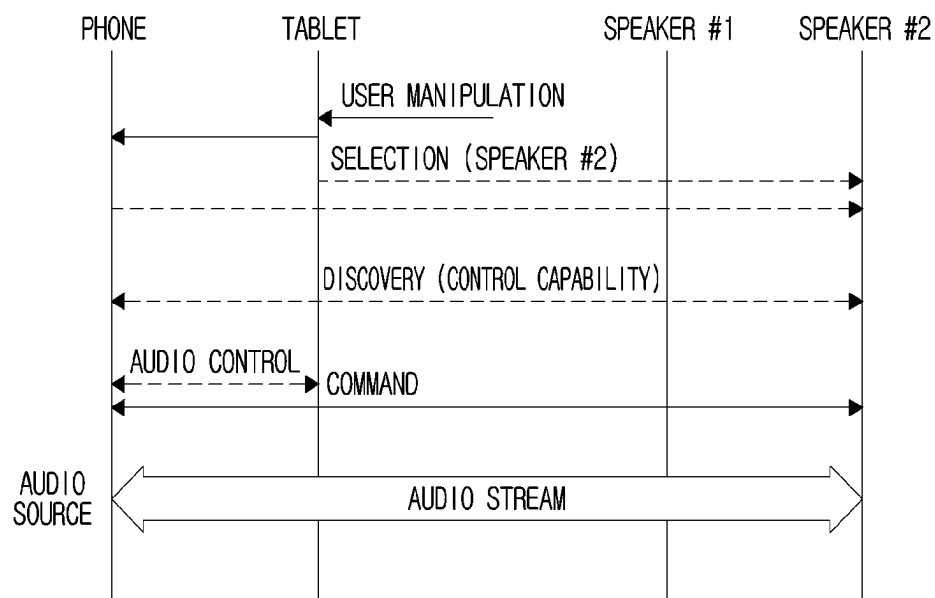 PHONE TABLET SPEAKER #1 SPEAKER #2
USER MANIPULATION
SELECTION (SPEAKER #2)
DISCOVERY (CONTROL CAPABILITY)
AUDIO CONTROL
COMMAND
AUDIO
SOURCE
AUDIO STREAM